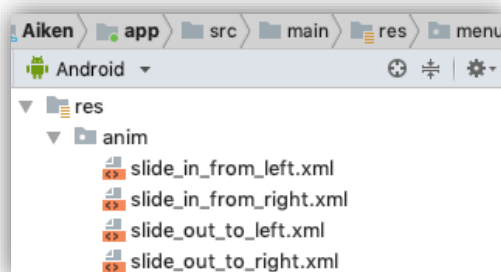 Aiken app src main res menu
Android
res
anim
slide_in_from_left.xml
slide_in_from_right.xml
slide_out_to_left.xml
slide_out_to_right.xml